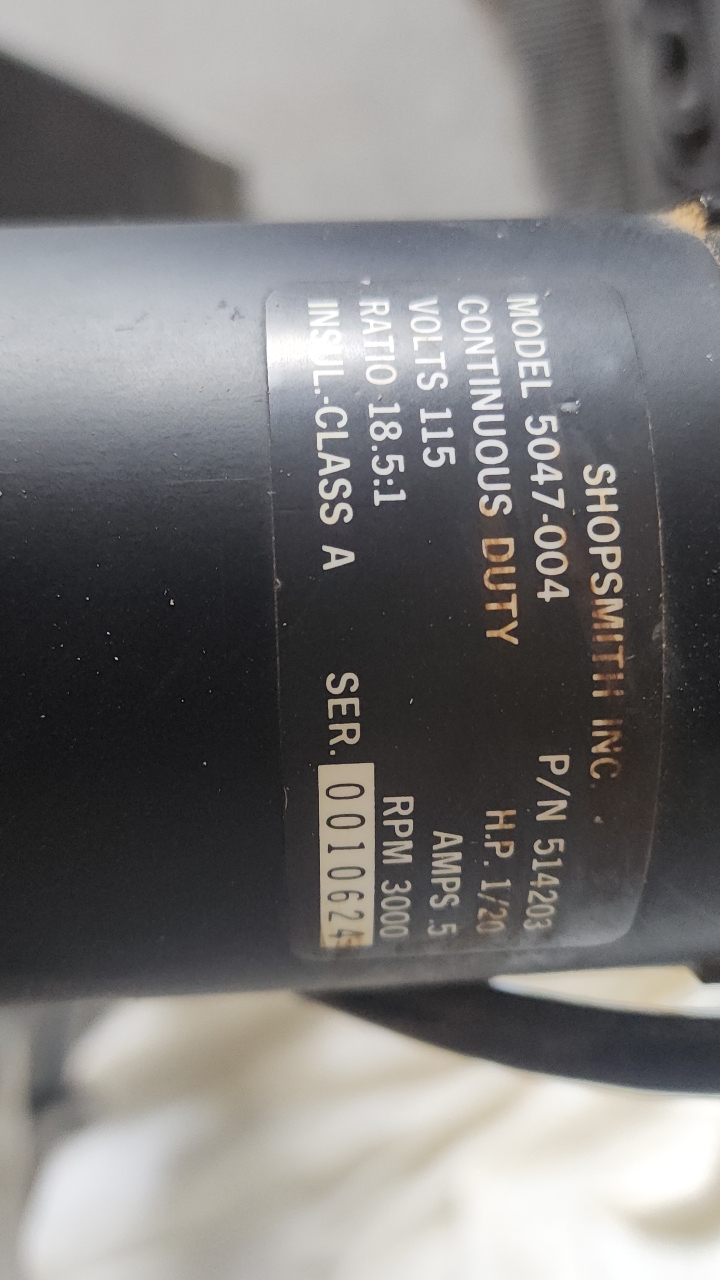 SHOPSMITH INC.
MODEL 5047-004 P/N 514203
CONTINUOUS DUTY H.P. 1/20
VOLTS 115 AMPS .5
RATIO 18.5:1 RPM 3000
INSUL.-CLASS A SER. 0010624